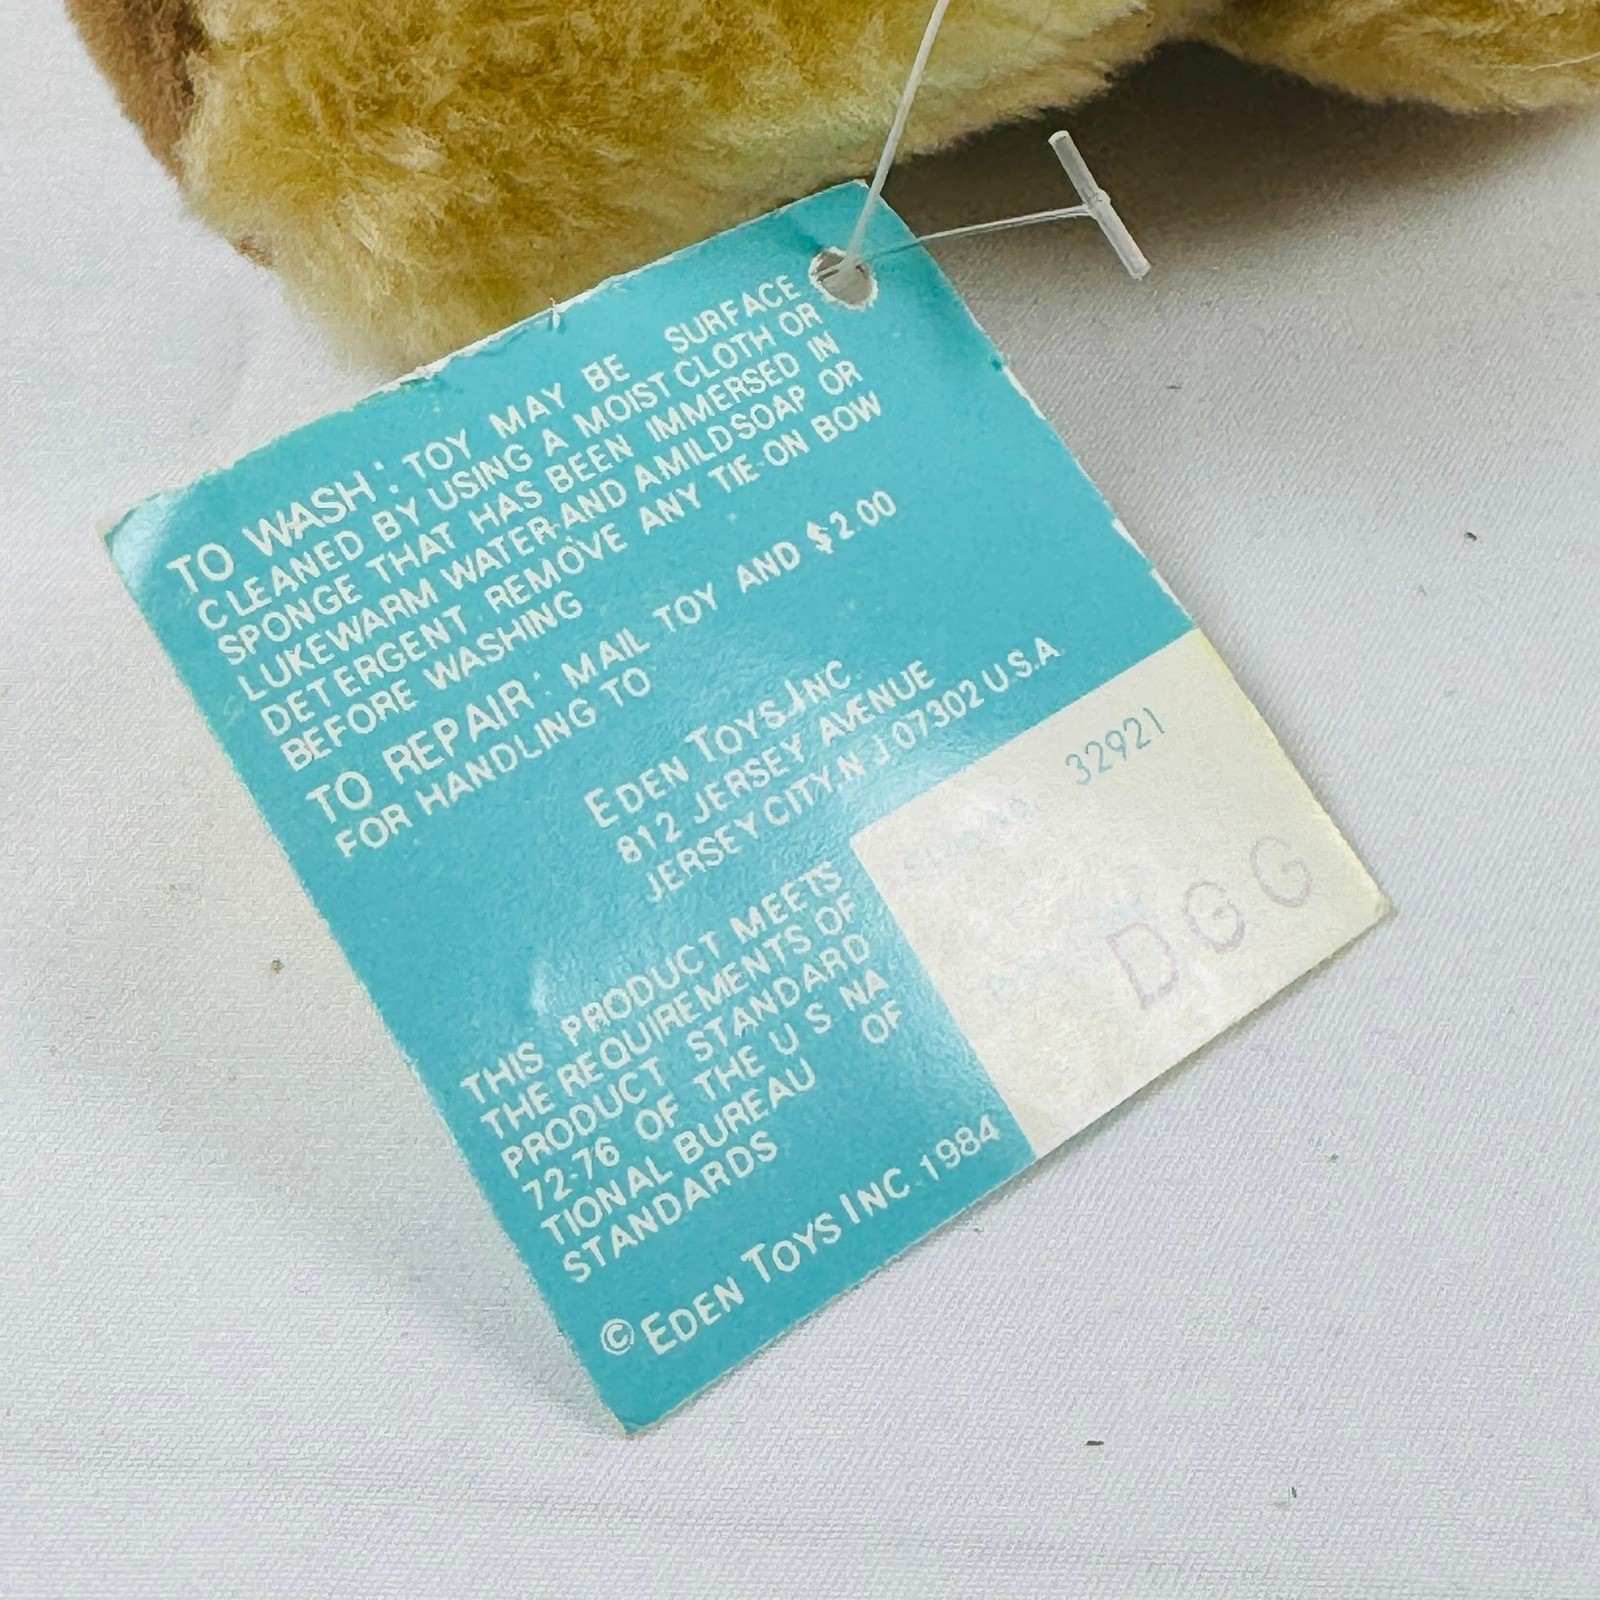 TO WASH: TOY MAY BE SURFACE
CLEANED BY USING A MOIST CLOTH OR
SPONGE THAT HAS BEEN IMMERSED IN
LUKEWARM WATER AND A MILD SOAP OR
DETERGENT. REMOVE ANY TIE-ON BOW
BEFORE WASHING
TO REPAIR: MAIL TOY AND $2.00
FOR HANDLING TO
EDEN TOYS INC.
812 JERSEY AVENUE
JERSEY CITY, N J 07302 U.S.A.
THIS PRODUCT MEETS
THE REQUIREMENTS OF
PRODUCT STANDARD
72-76 OF THE U S NA
TIONAL BUREAU OF
STANDARDS
© EDEN TOYS INC. 1984
32921
DGG